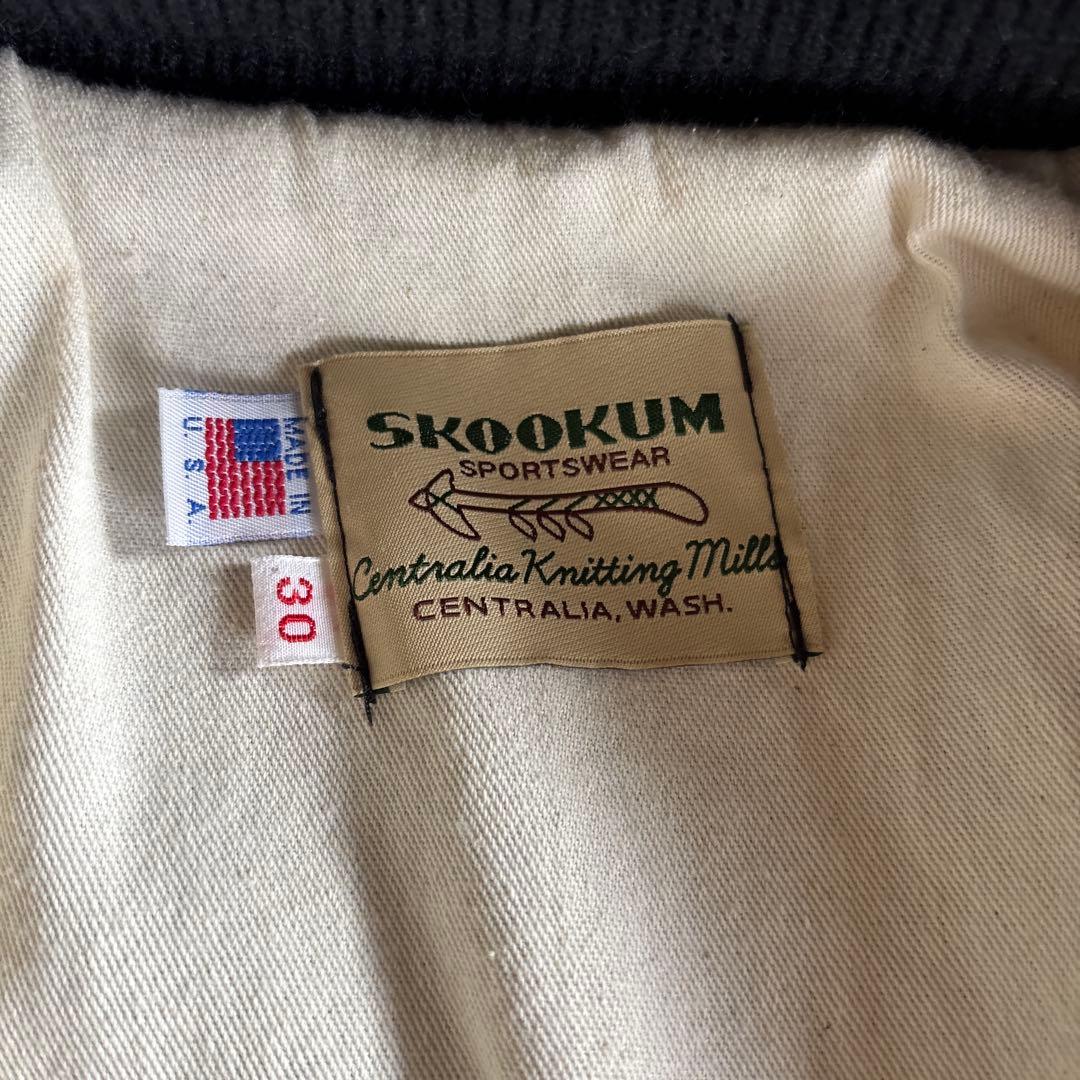 SKOOKUM
SPORTSWEAR
Centralia Knitting Mills
CENTRALIA, WASH.
MADE IN
U.S.A.
30